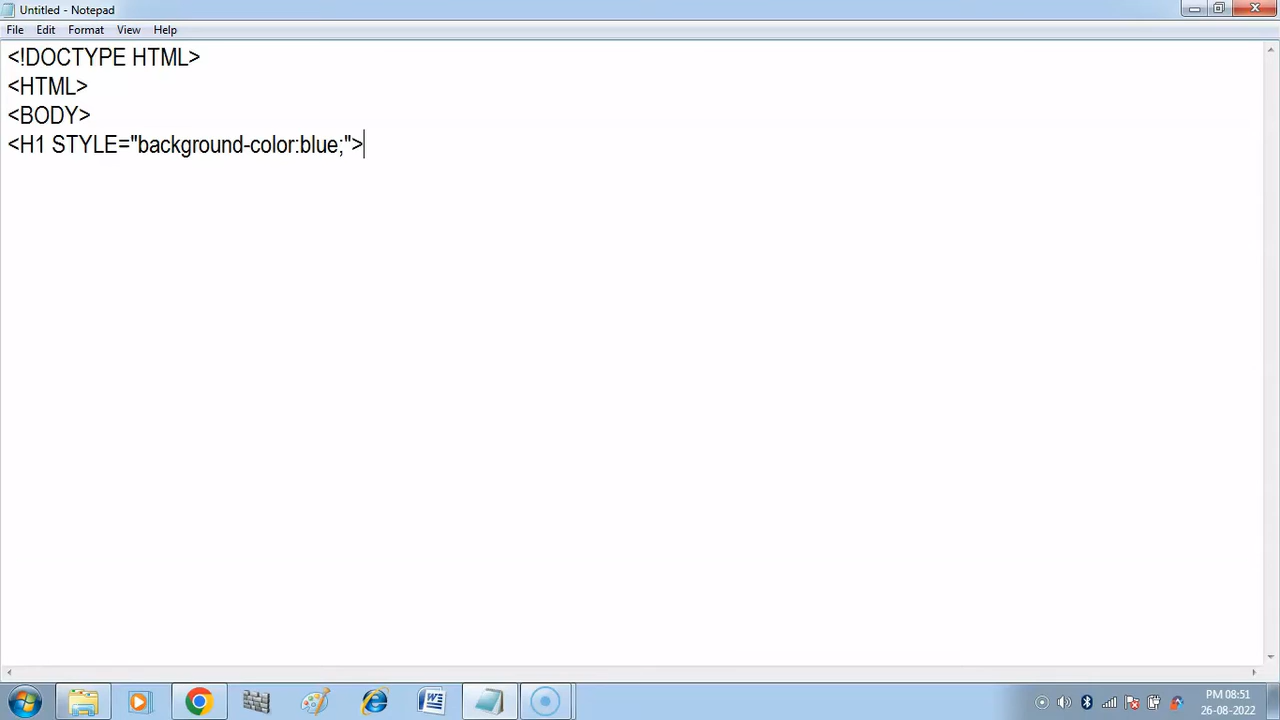 Untitled - Notepad
File Edit Format View Help
<!DOCTYPE HTML>
<HTML>
<BODY>
<H1 STYLE="background-color:blue;">
PM 08:51
26-08-2022